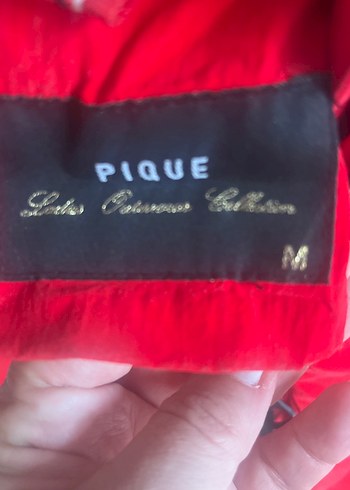 PIQUE
Ladies Outerwear Collection
M